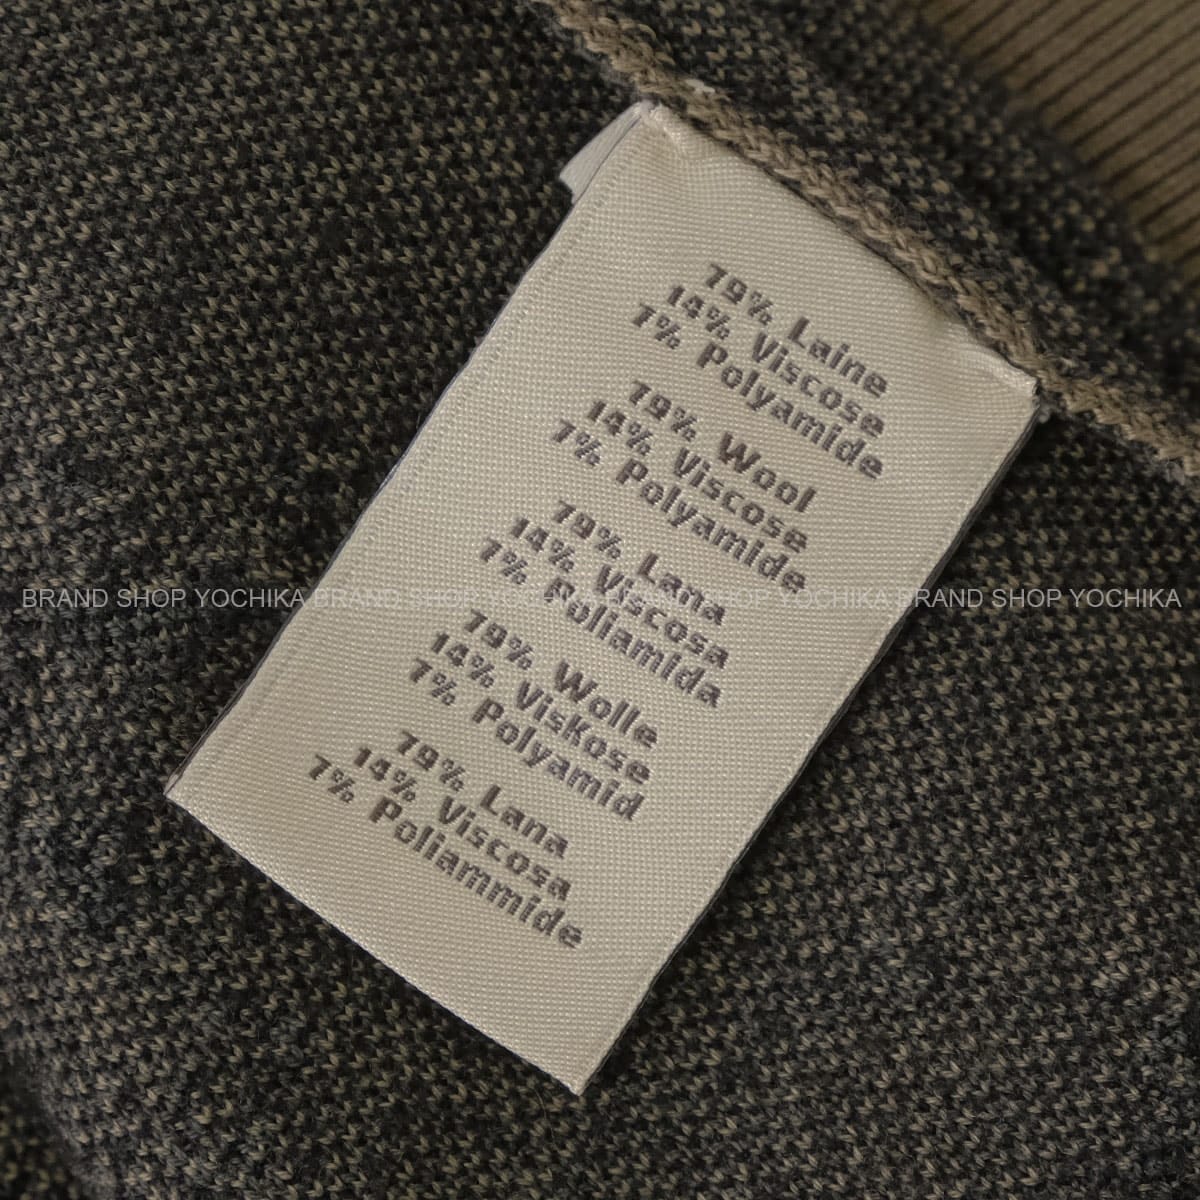 79% Laine
14% Viscose
7% Polyamide
79% Wool
14% Viscose
7% Polyamide
79% Lana
14% Viscosa
7% Poliamida
79% Wolle
14% Viskose
7% Polyamid
79% Lana
14% Viscosa
7% Poliammide
BRAND SHOP YOCHIKA BRAND SHOP YOCHIKA BRAND SHOP YOCHIKA BRAND SHOP YOCHIKA